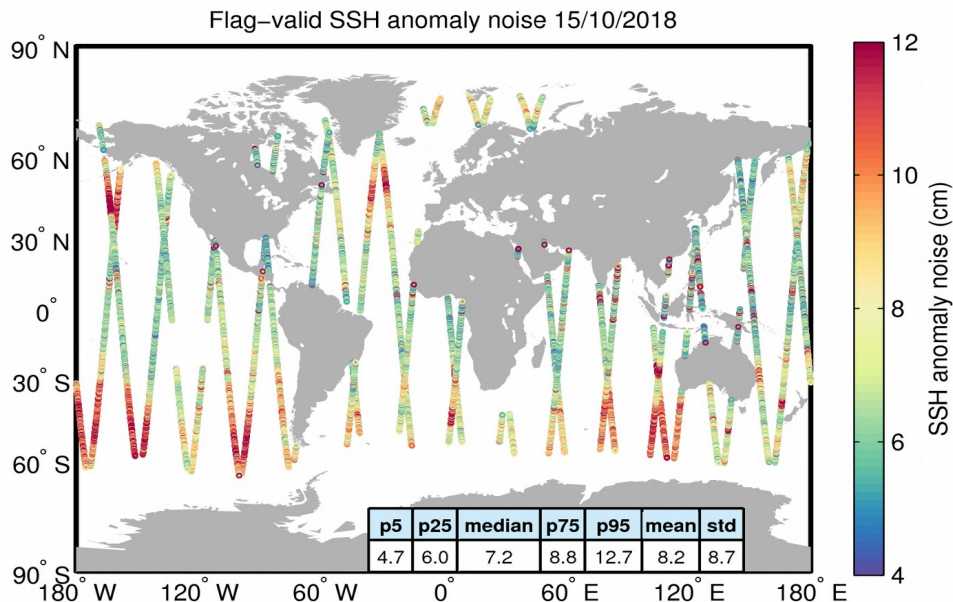 Flag−valid SSH anomaly noise 15/10/2018
90° N
60° N
30° N
0°
30° S
60° S
90° S
180° W
120° W
60° W
0°
60° E
120° E
180° E
12
10
8
6
4
SSH anomaly noise (cm)
p5 p25 median p75 p95 mean std
4.7 6.0 7.2 8.8 12.7 8.2 8.7